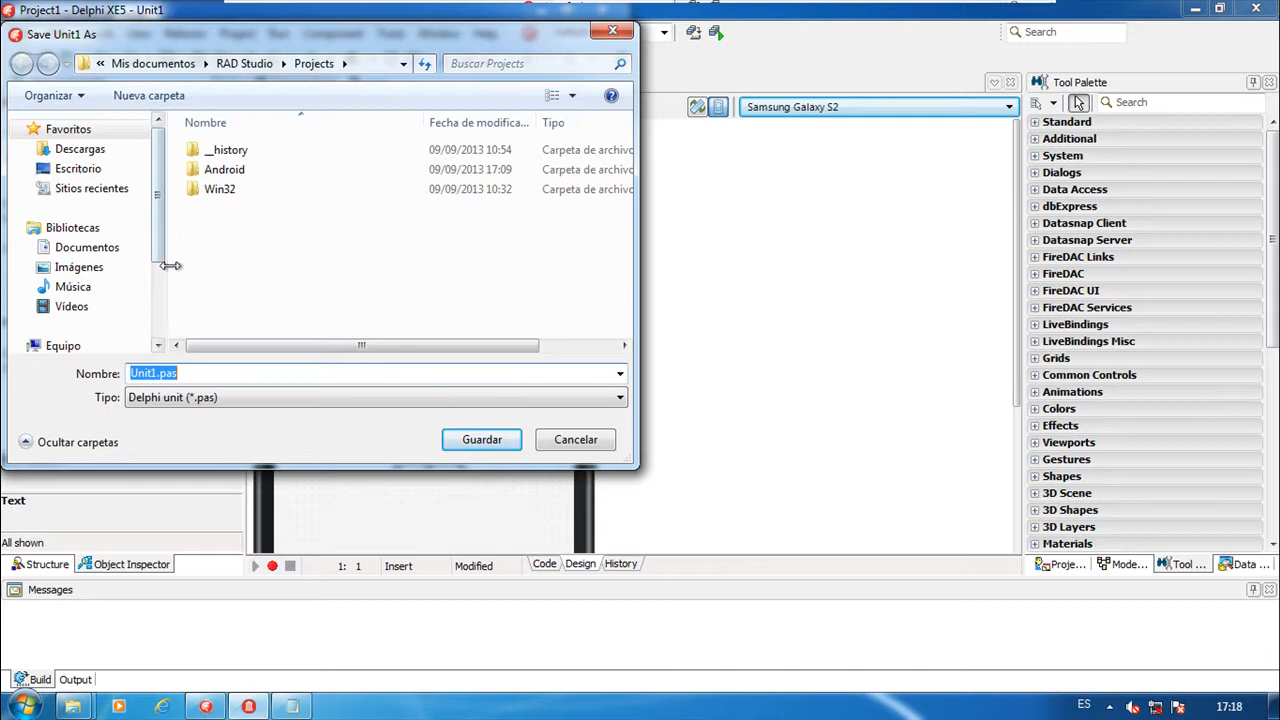 Project1 - Delphi XE5 - Unit1
Save Unit1 As
Search
« Mis documentos RAD Studio Projects
Buscar Projects
Organizar Nueva carpeta
Tool Palette
Samsung Galaxy S2
Search
Nombre Fecha de modifica... Tipo
Favoritos
Descargas
Escritorio
Sitios recientes
Bibliotecas
Documentos
Imágenes
Música
Vídeos
Equipo
__history 09/09/2013 10:54 Carpeta de archivo
Android 09/09/2013 17:09 Carpeta de archivo
Win32 09/09/2013 10:32 Carpeta de archivo
Nombre: Unit1.pas
Tipo: Delphi unit (*.pas)
Ocultar carpetas
Guardar Cancelar
Standard
Additional
System
Dialogs
Data Access
dbExpress
Datasnap Client
Datasnap Server
FireDAC Links
FireDAC
FireDAC UI
FireDAC Services
LiveBindings
LiveBindings Misc
Grids
Common Controls
Animations
Colors
Effects
Viewports
Gestures
Shapes
3D Scene
3D Shapes
3D Layers
Materials
Text
All shown
Structure Object Inspector
1: 1 Insert Modified Code Design History
Proje... Mode... Tool ... Data ...
Messages
Build Output
ES 17:18